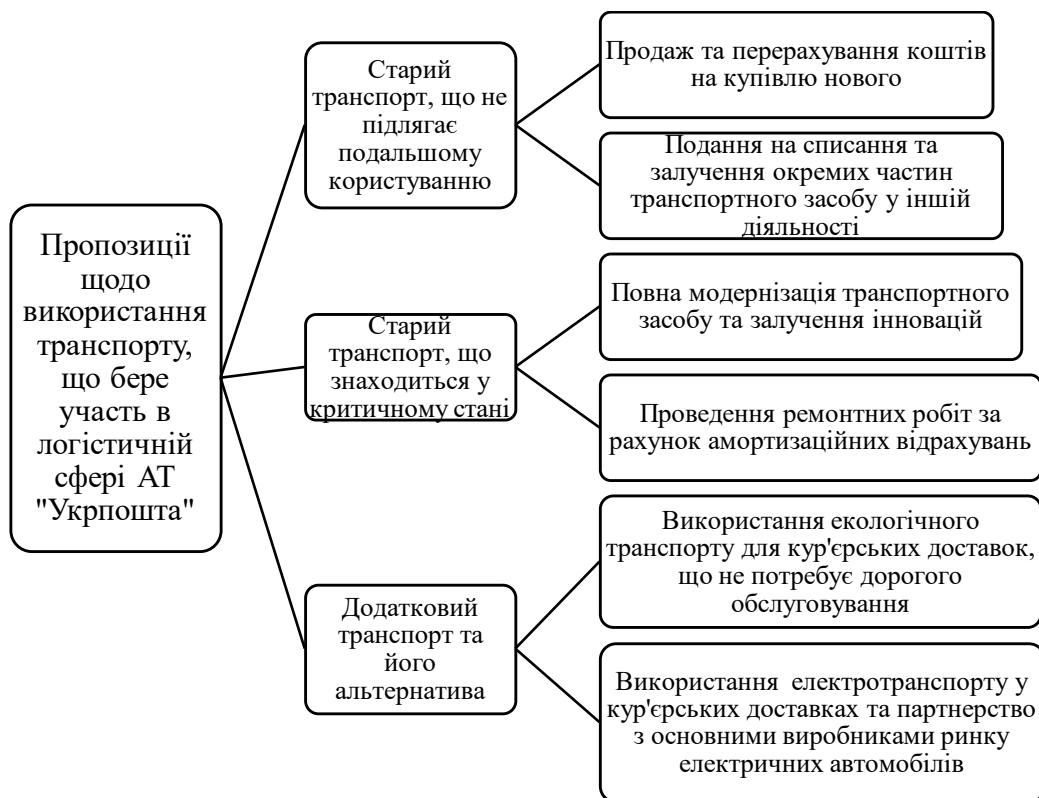 Пропозиції
щодо
використання
транспорту,
що бере
участь в
логістичній
сфері АТ
"Укрпошта"
Старий
транспорт, що не
підлягає
подальшому
користуванню
Продаж та перерахування коштів
на купівлю нового
Подання на списання та
залучення окремих частин
транспортного засобу у іншій
діяльності
Старий
транспорт, що
знаходиться у
критичному стані
Повна модернізація транспортного
засобу та залучення інновацій
Проведення ремонтних робіт за
рахунок амортизаційних відрахувань
Додатковий
транспорт та
його
альтернатива
Використання екологічного
транспорту для кур'єрських доставок,
що не потребує дорогого
обслуговування
Використання електротранспорту у
кур'єрських доставках та партнерство
з основними виробниками ринку
електричних автомобілів